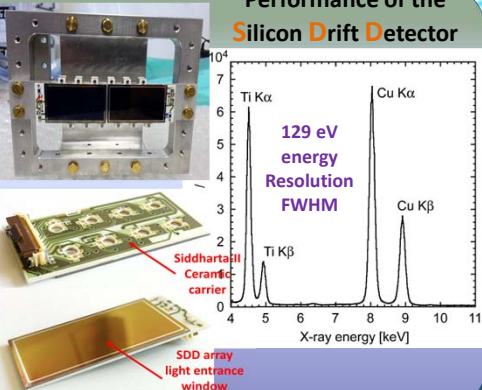 Performance of the
Silicon Drift Detector
10⁴
7
6
5
4
3
2
1
0
Ti Kα
Ti Kβ
Cu Kα
Cu Kβ
129 eV
energy
Resolution
FWHM
4 5 6 7 8 9 10 11
X-ray energy [keV]
Siddharta II
Ceramic
carrier
SDD array
light entrance
window